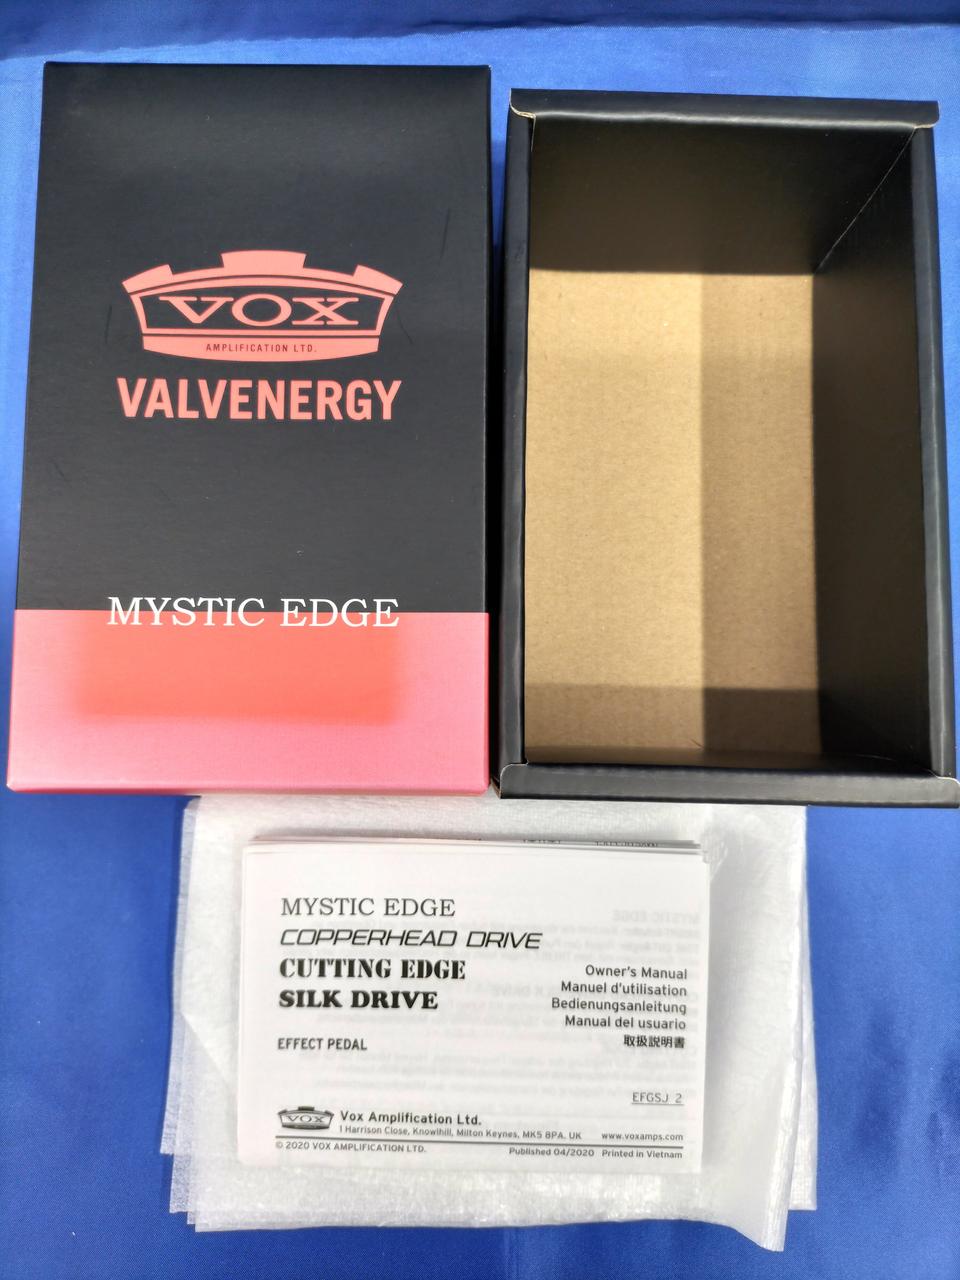 VOX
AMPLIFICATION LTD.
VALVENERGY
MYSTIC EDGE
MYSTIC EDGE
COPPERHEAD DRIVE
CUTTING EDGE
SILK DRIVE
EFFECT PEDAL
Owner's Manual
Manuel d'utilisation
Bedienungsanleitung
Manual del usuario
取扱説明書
EFGSJ 2
VOX
Vox Amplification Ltd.
1 Harrison Close, Knowlhill, Milton Keynes, MK5 8PA. UK www.voxamps.com
© 2020 VOX AMPLIFICATION LTD.
Published 04/2020 Printed in Vietnam